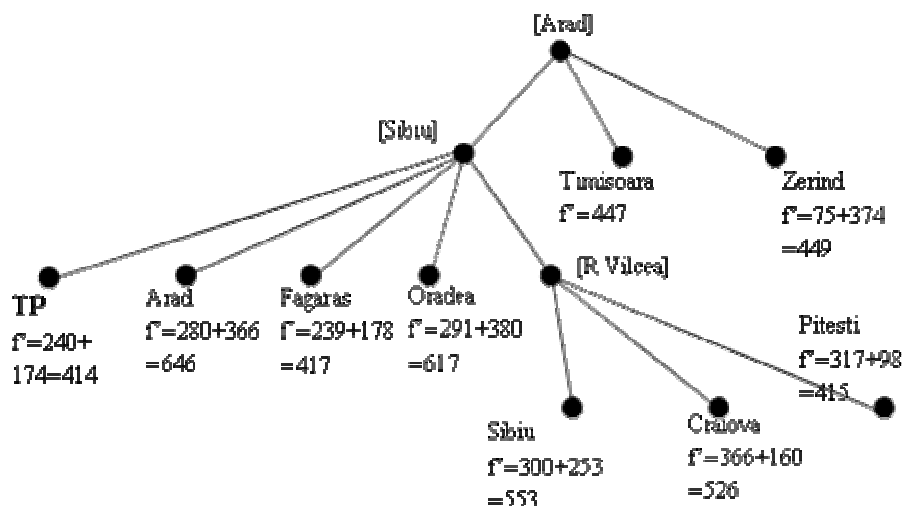 [Arad]
[Sibiu]
Timisoara
f'=447
Zerind
f'=75+374
=449
TP
f'=240+
174=414
Arad
f'=280+366
=646
Fagaras
f'=239+178
=417
Oradea
f'=291+380
=617
[R Vilcea]
Pitesti
f'=317+98
=415
Sibiu
f'=300+253
=553
Craiova
f'=366+160
=526